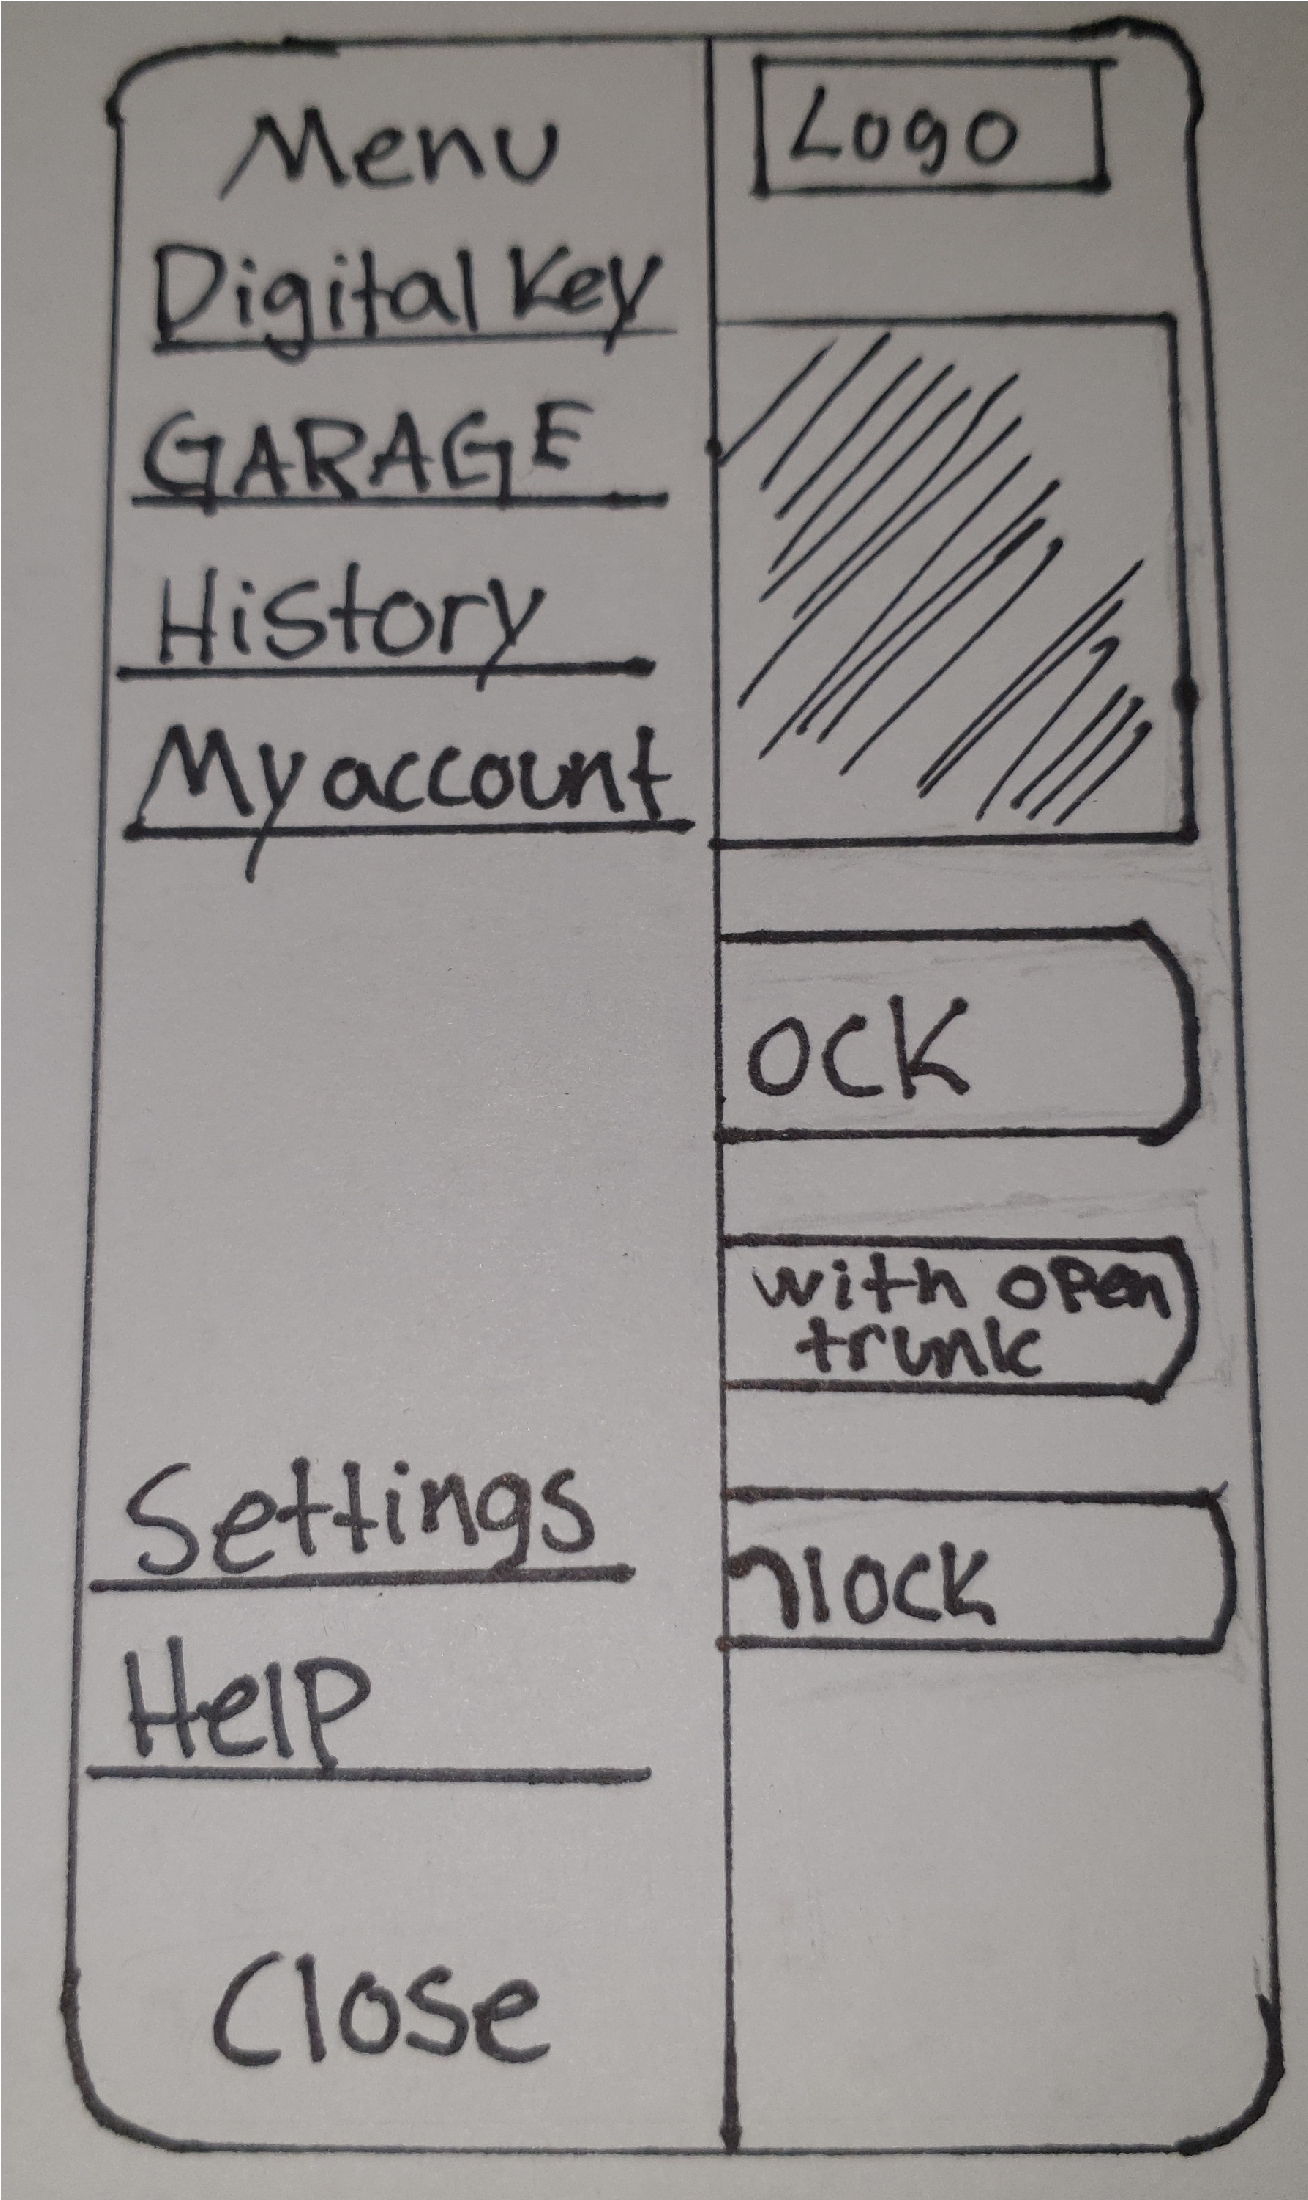 Menu
Digital Key
GARAGE
History
My account
Settings
Help
Close
Logo
ock
with open
trunk
nlock